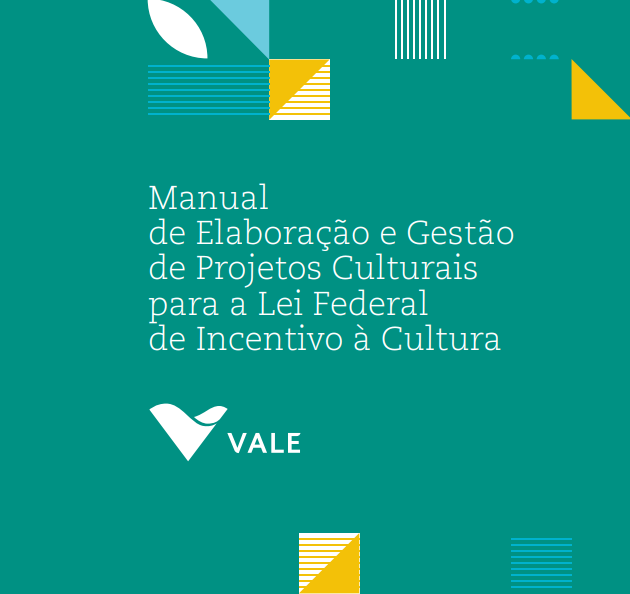 Manual
de Elaboração e Gestão
de Projetos Culturais
para a Lei Federal
de Incentivo à Cultura
VALE